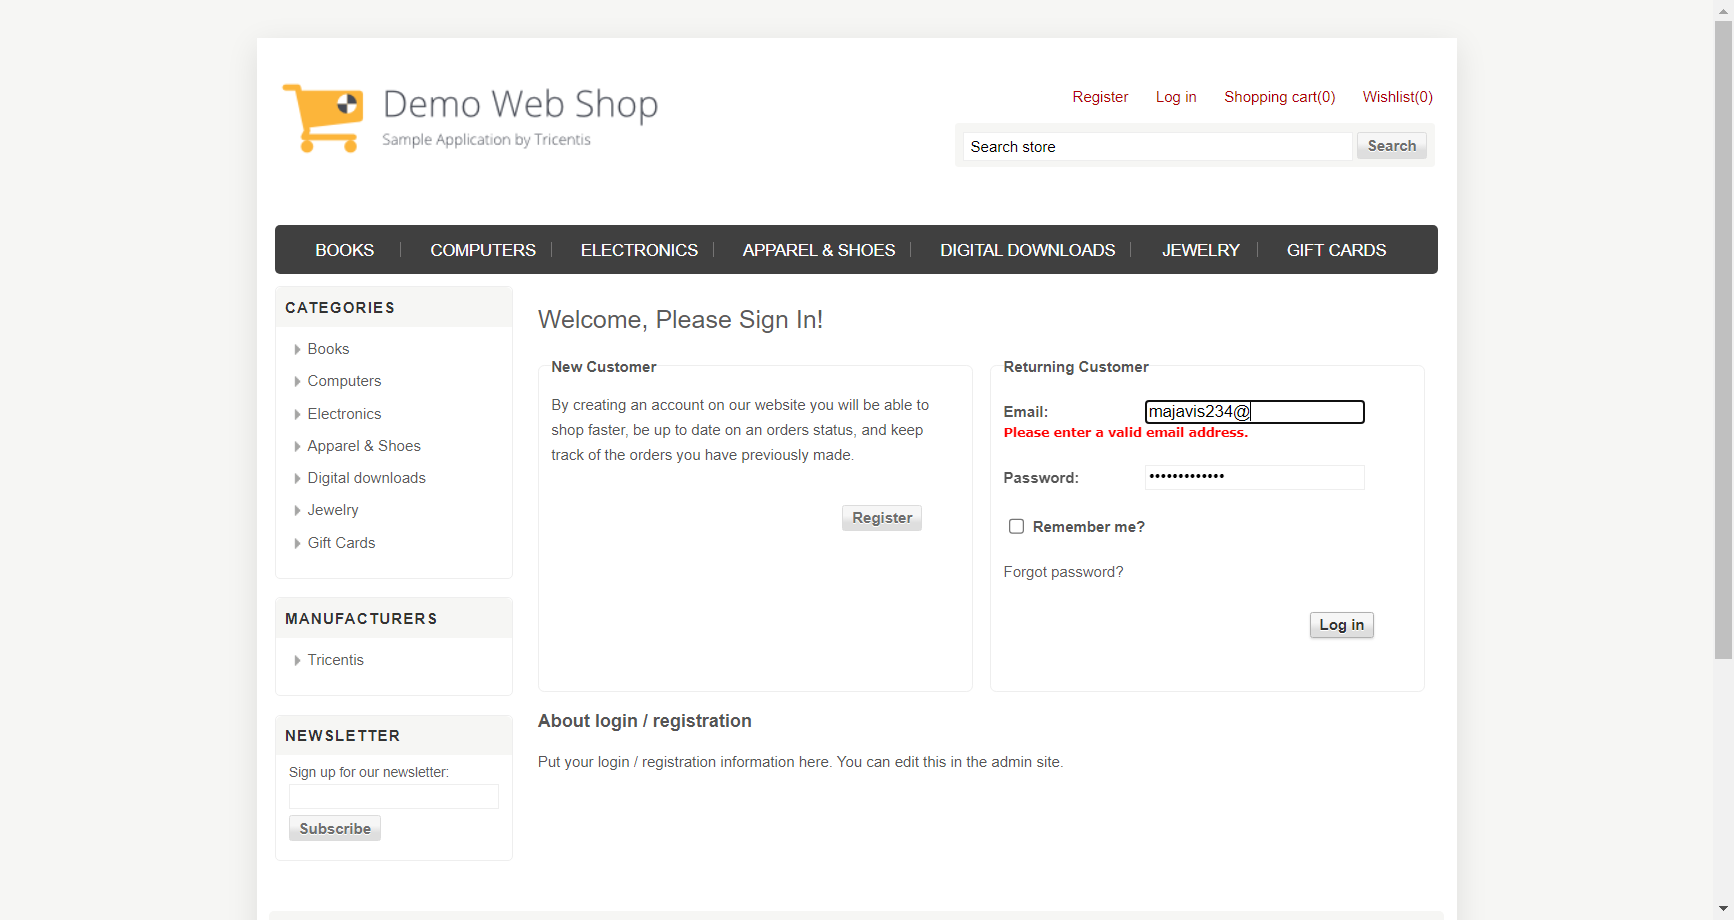 Demo Web Shop
Sample Application by Tricentis
Register Log in Shopping cart(0) Wishlist(0)
Search store Search
BOOKS COMPUTERS ELECTRONICS APPAREL & SHOES DIGITAL DOWNLOADS JEWELRY GIFT CARDS
CATEGORIES
Books
Computers
Electronics
Apparel & Shoes
Digital downloads
Jewelry
Gift Cards
MANUFACTURERS
Tricentis
NEWSLETTER
Sign up for our newsletter:
Subscribe
Welcome, Please Sign In!
New Customer
By creating an account on our website you will be able to
shop faster, be up to date on an orders status, and keep
track of the orders you have previously made.
Register
Returning Customer
Email: majavis234@
Please enter a valid email address.
Password: •••••••••••••
Remember me?
Forgot password?
Log in
About login / registration
Put your login / registration information here. You can edit this in the admin site.